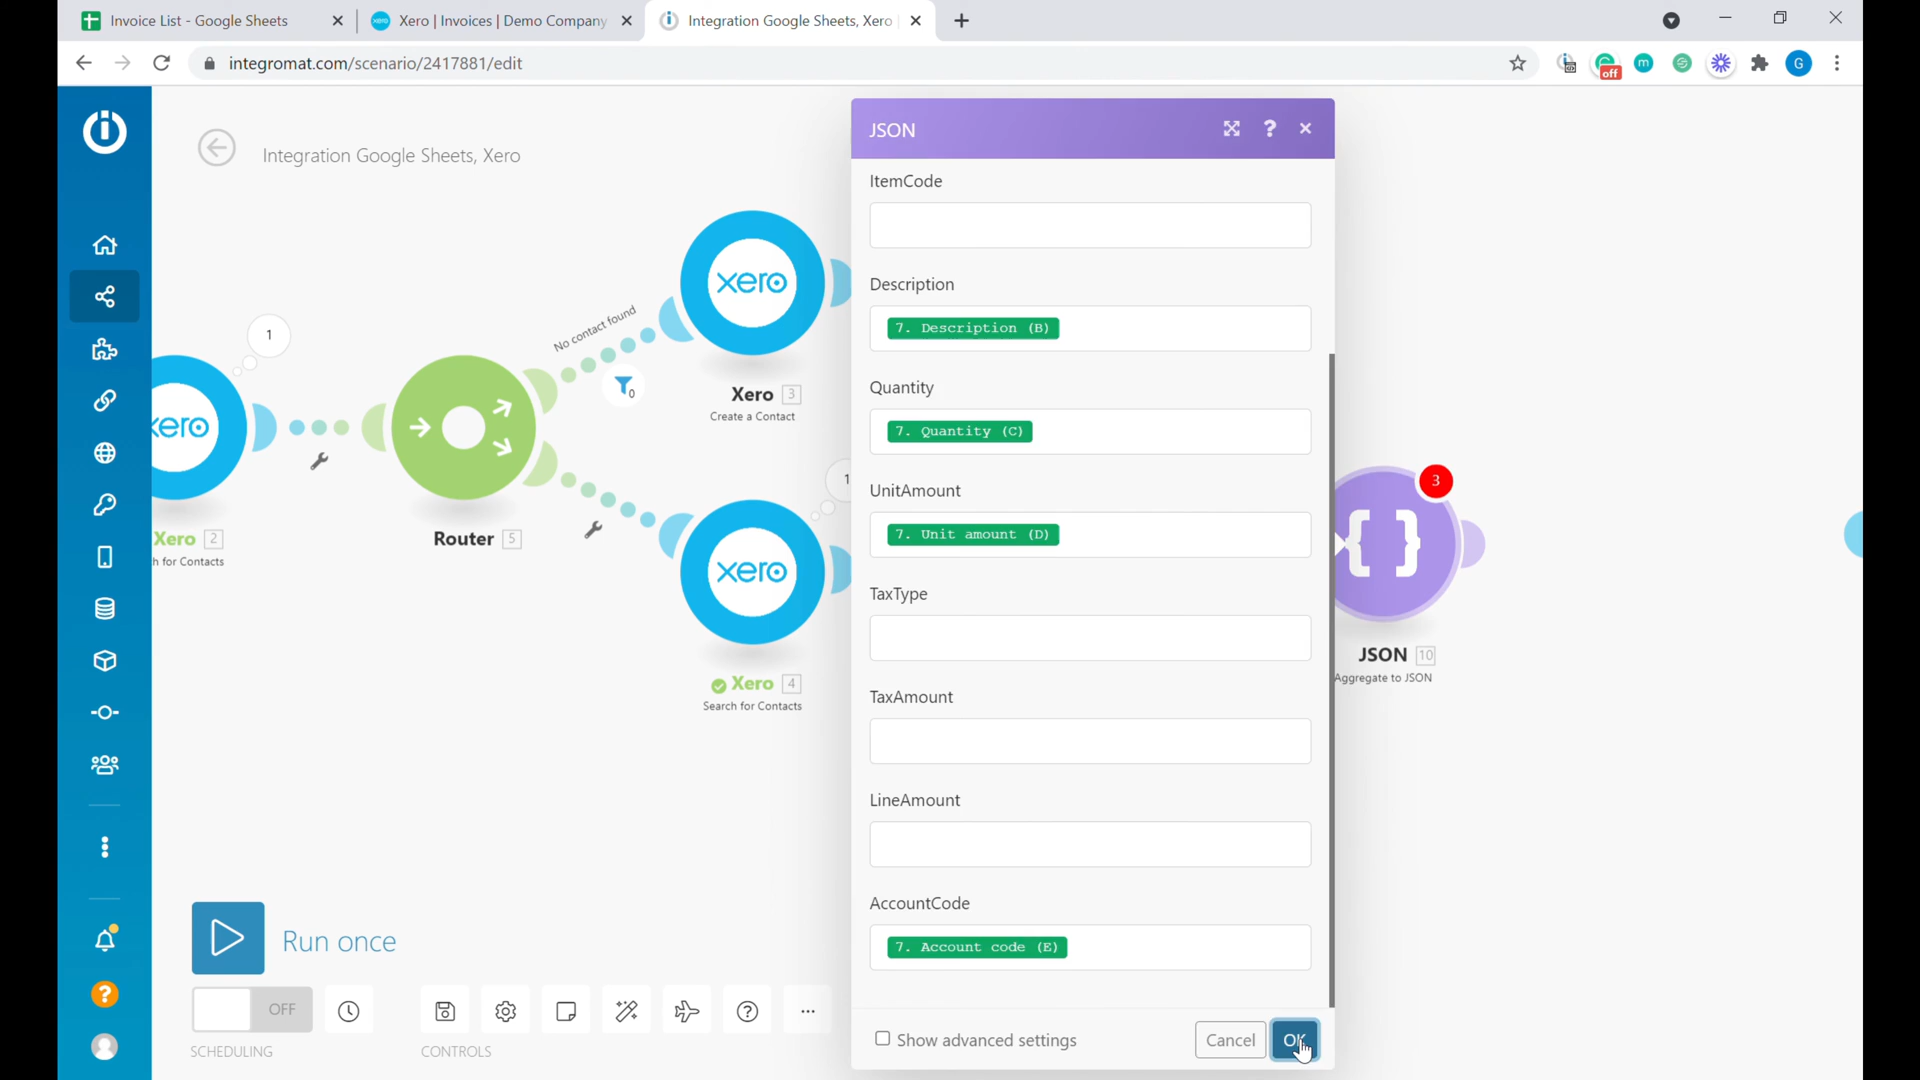 Invoice List - Google Sheets
Xero | Invoices | Demo Company
Integration Google Sheets, Xero
integromat.com/scenario/2417881/edit
off
G
Integration Google Sheets, Xero
JSON
ItemCode
Description
7. Description (B)
Quantity
7. Quantity (C)
UnitAmount
7. Unit amount (D)
TaxType
TaxAmount
LineAmount
AccountCode
7. Account code (E)
Show advanced settings
Cancel
OK
1
xero
Xero 2
h for Contacts
Router 5
No contact found
0
xero
Xero 3
Create a Contact
1
xero
Xero 4
Search for Contacts
3
JSON 10
Aggregate to JSON
Run once
OFF
SCHEDULING
CONTROLS